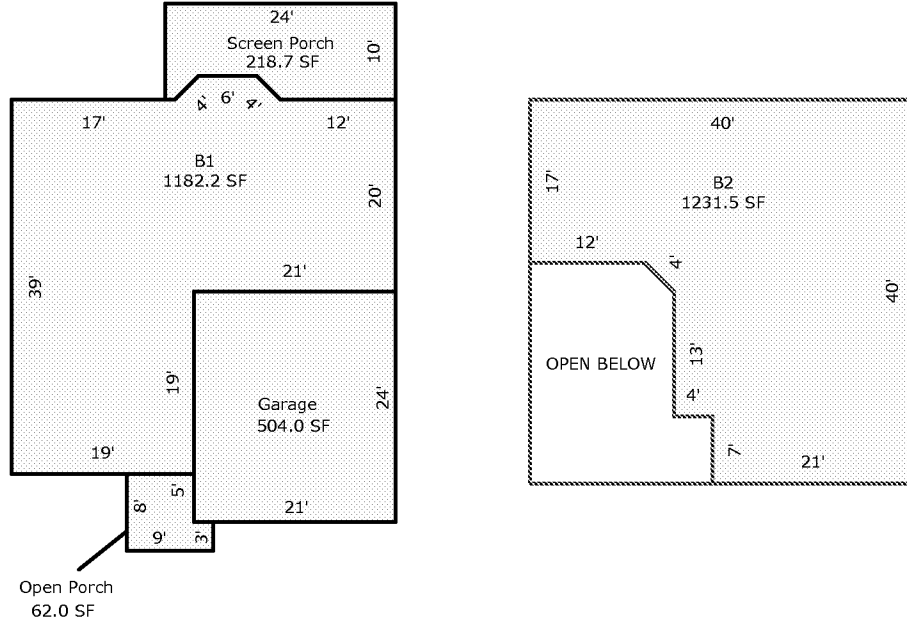 24'
Screen Porch
218.7 SF
10'
4'
6'
4'
17'
12'
B1
1182.2 SF
20'
21'
39'
19'
Garage
504.0 SF
24'
19'
5'
8'
21'
9'
3'
Open Porch
62.0 SF
40'
17'
B2
1231.5 SF
12'
4'
40'
13'
OPEN BELOW
4'
7'
21'